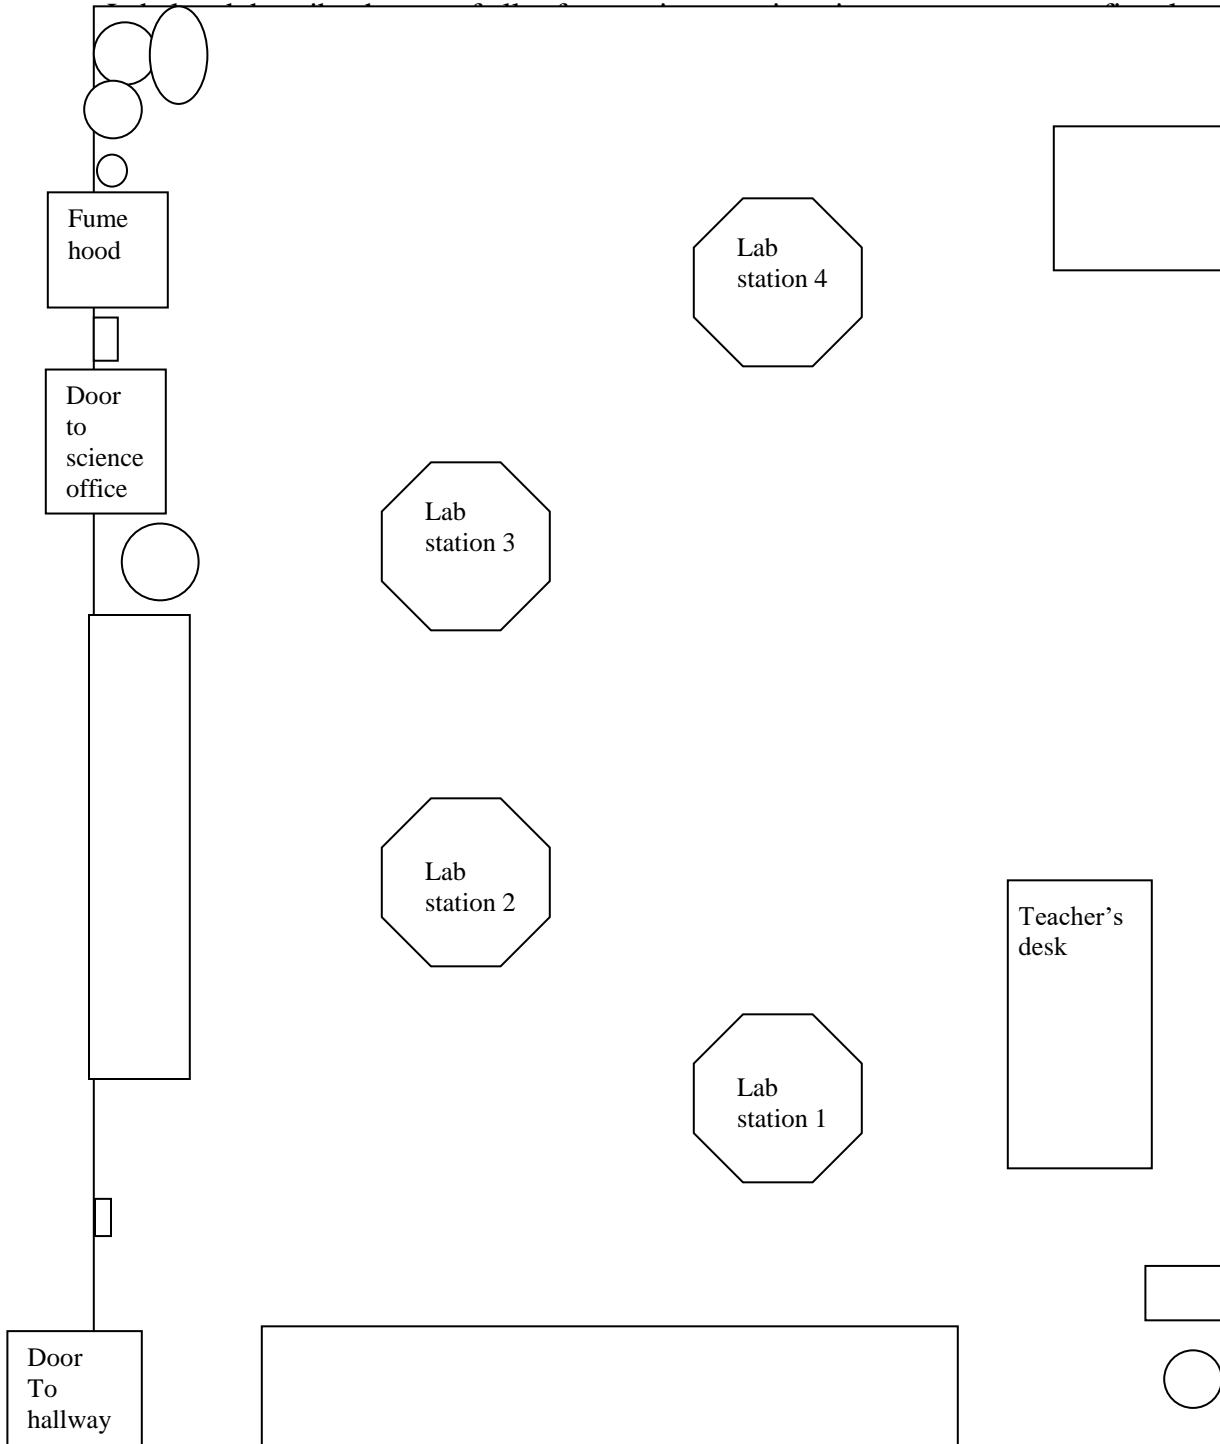 Fume
hood
Lab
station 4
Door
to
science
office
Lab
station 3
Lab
station 2
Teacher’s
desk
Lab
station 1
Door
To
hallway